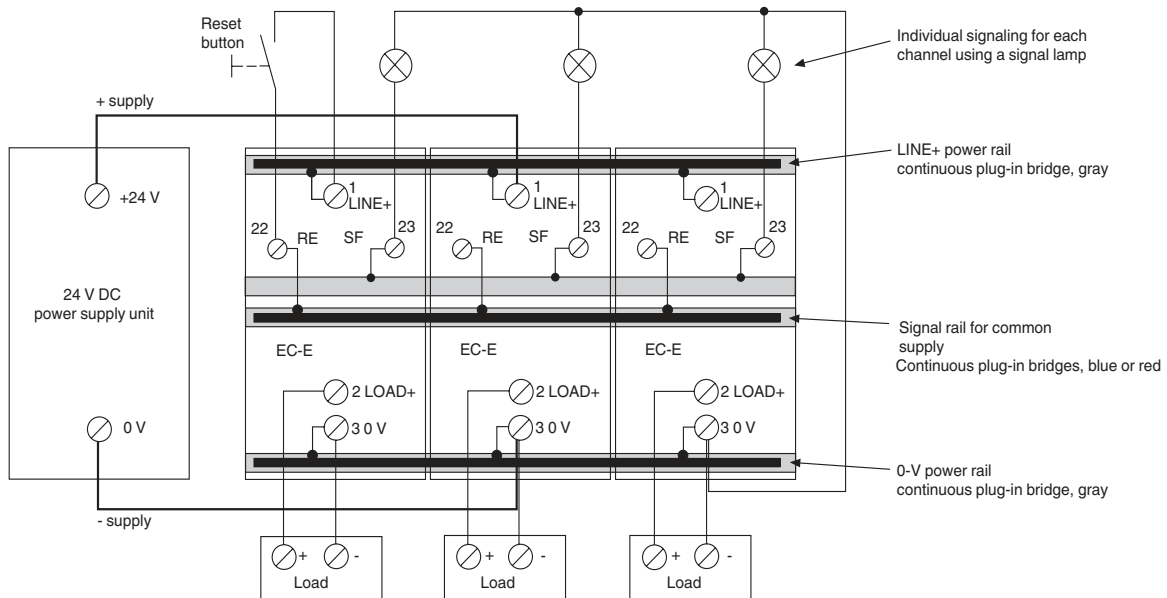 Reset
button
Individual signaling for each
channel using a signal lamp
+ supply
LINE+ power rail
continuous plug-in bridge, gray
+24 V
1
LINE+
1
LINE+
1
LINE+
22
RE
SF
23
22
RE
SF
23
22
RE
SF
23
24 V DC
power supply unit
Signal rail for common
supply
Continuous plug-in bridges, blue or red
EC-E
EC-E
EC-E
2 LOAD+
2 LOAD+
2 LOAD+
0 V
3 0 V
3 0 V
3 0 V
0-V power rail
continuous plug-in bridge, gray
- supply
+ -
Load
+ -
Load
+ -
Load